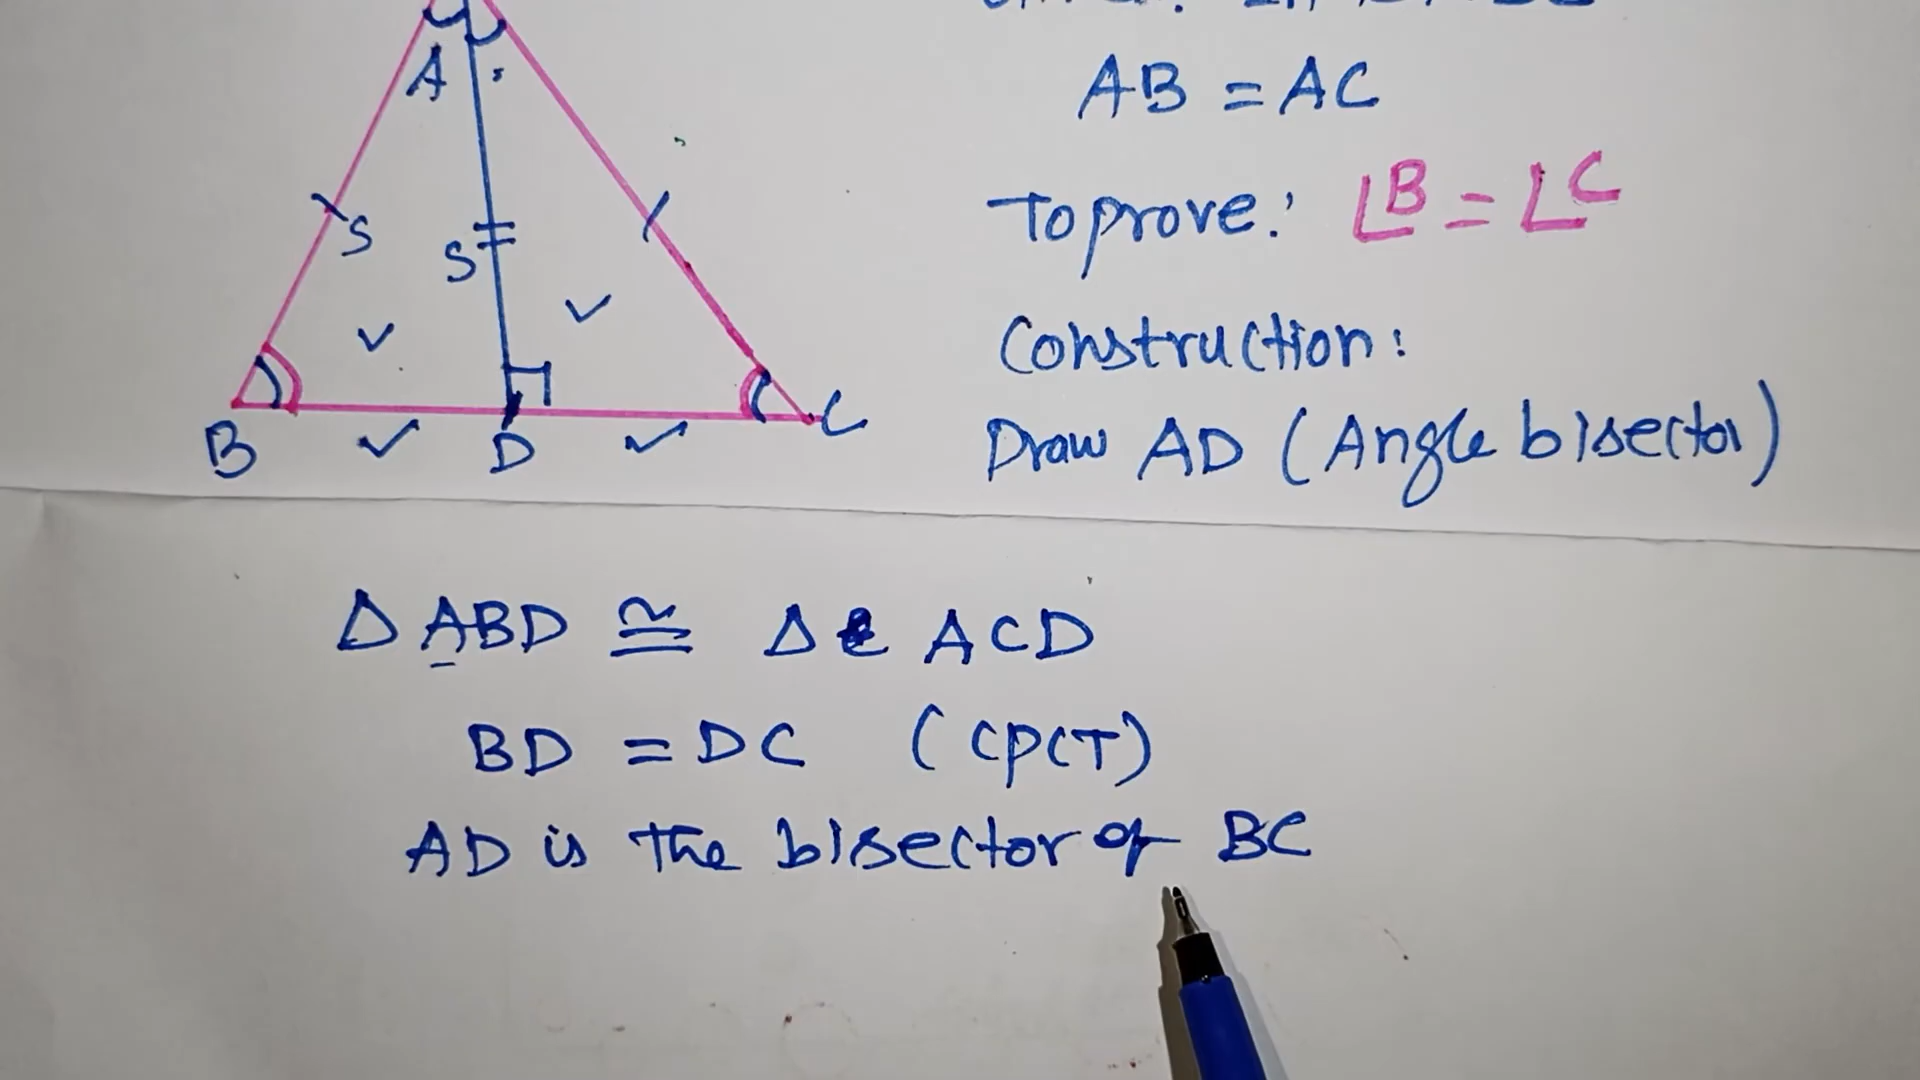 A
AB = AC
To prove: ∠B = ∠C
S
S
Construction:
B
D
C
Draw AD (Angle bisector)
Δ ABD ≅ Δ ACD
BD = DC (CPCT)
AD is the bisector of BC